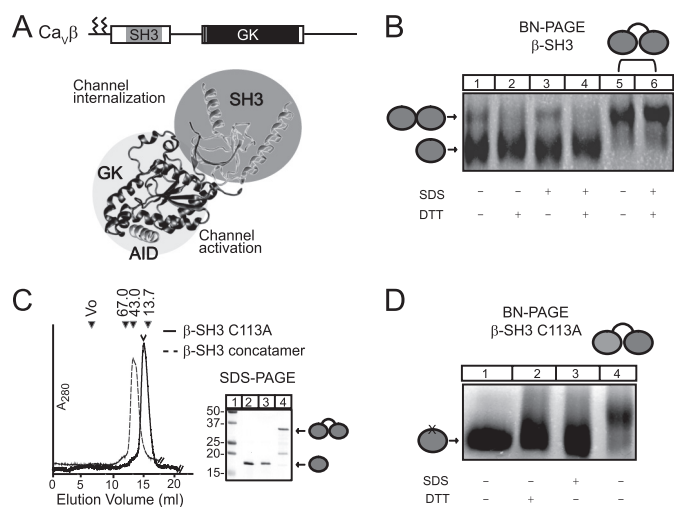 A
CaVβ
SH3
GK
Channel
internalization
SH3
GK
Channel
activation
AID
B
BN-PAGE
β-SH3
1 2 3 4 5 6
SDS − − + + − +
DTT − + − + − +
C
Vo
67.0
43.0
13.7
β-SH3 C113A
β-SH3 concatamer
A280
0 5 10 15 20
Elution Volume (ml)
SDS-PAGE
1 2 3 4
50-
37-
25-
20-
15-
D
BN-PAGE
β-SH3 C113A
1 2 3 4
X
SDS − − + −
DTT − + − −